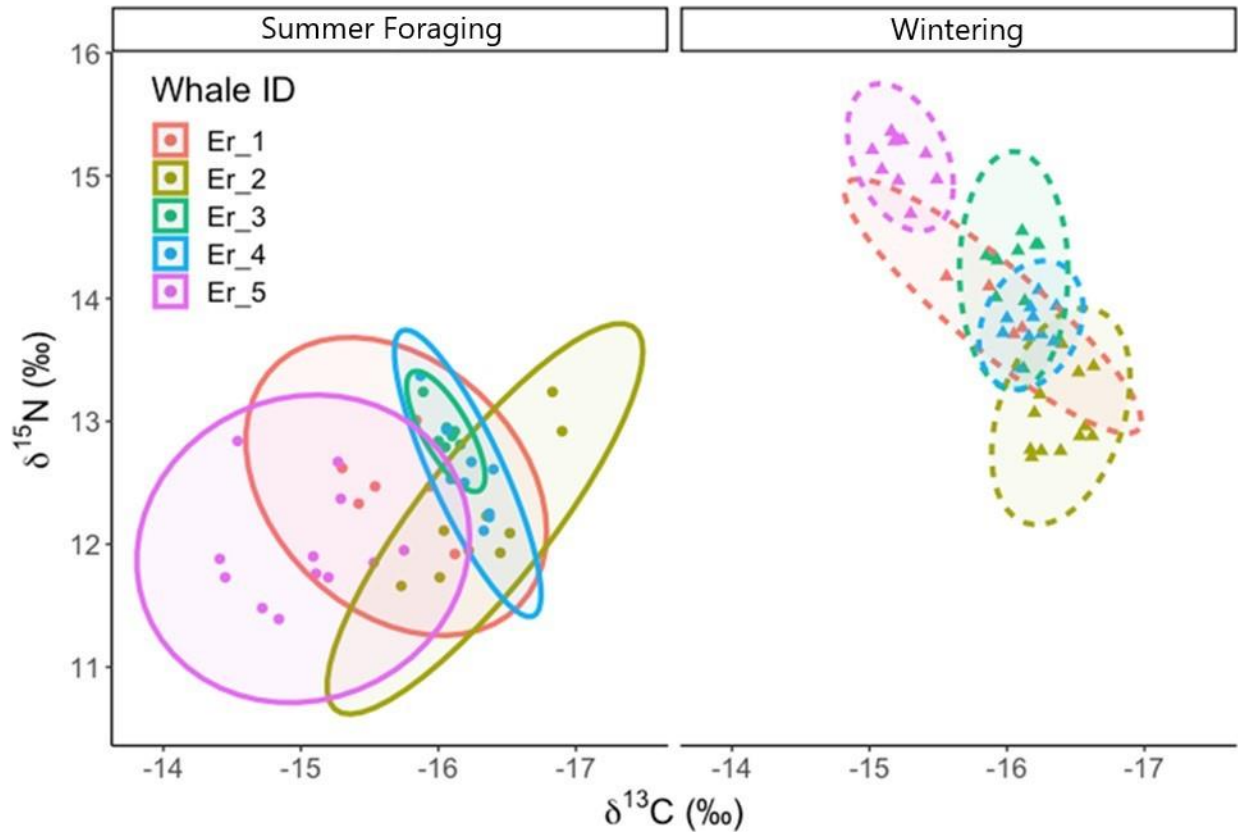 Summer Foraging
Wintering
Whale ID
Er_1
Er_2
Er_3
Er_4
Er_5
16
15
14
13
12
11
δ¹⁵N (‰)
-14 -15 -16 -17
-14 -15 -16 -17
δ¹³C (‰)